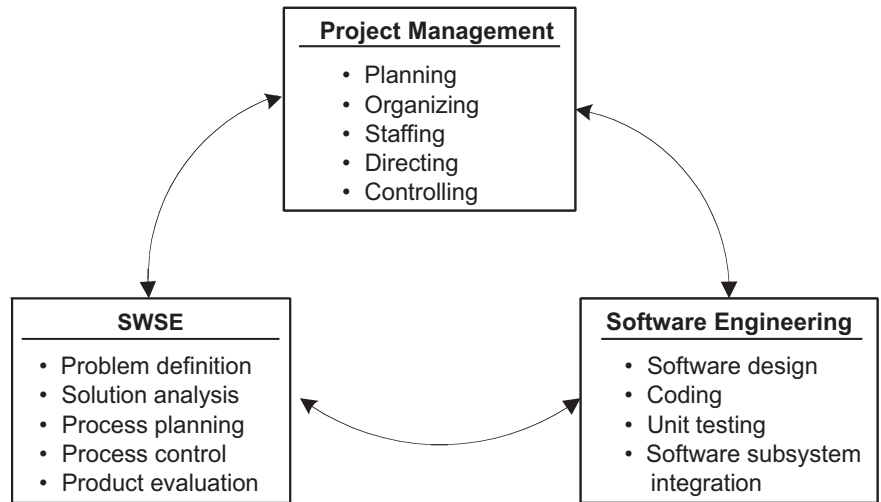 Project Management
• Planning
• Organizing
• Staffing
• Directing
• Controlling
SWSE
• Problem definition
• Solution analysis
• Process planning
• Process control
• Product evaluation
Software Engineering
• Software design
• Coding
• Unit testing
• Software subsystem
integration